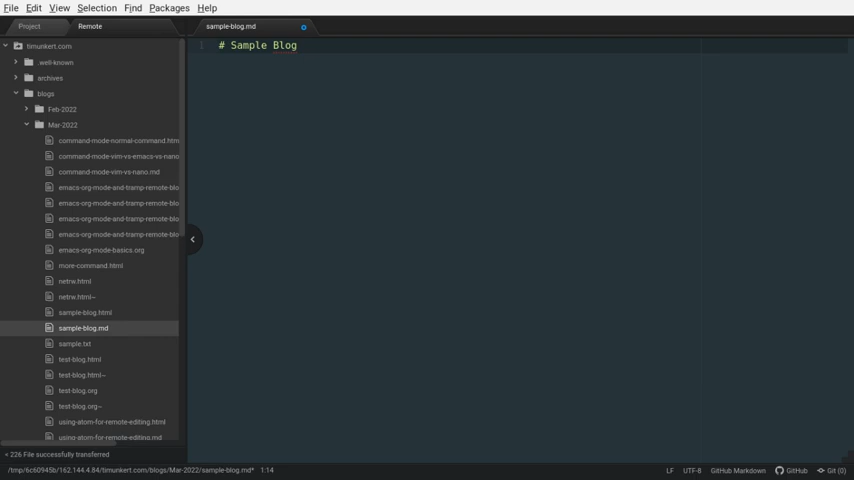 File Edit View Selection Find Packages Help
Project Remote sample-blog.md
timunkert.com
.well-known
archives
blogs
Feb-2022
Mar-2022
command-mode-normal-command.htm
command-mode-vim-vs-emacs-vs-nano
command-mode-vim-vs-nano.md
emacs-org-mode-and-tramp-remote-blo
emacs-org-mode-and-tramp-remote-blo
emacs-org-mode-and-tramp-remote-blo
emacs-org-mode-and-tramp-remote-blo
emacs-org-mode-basics.org
more-command.html
netrw.html
netrw.html~
sample-blog.html
sample-blog.md
sample.txt
test-blog.html
test-blog.html~
test-blog.org
test-blog.org~
using-atom-for-remote-editing.html
using-atom-for-remote-editing.md
< 226 File successfully transferred
1 # Sample Blog
/tmp/6c60945b/162.144.4.84/timunkert.com/blogs/Mar-2022/sample-blog.md* 1:14 LF UTF-8 GitHub Markdown GitHub Git (0)